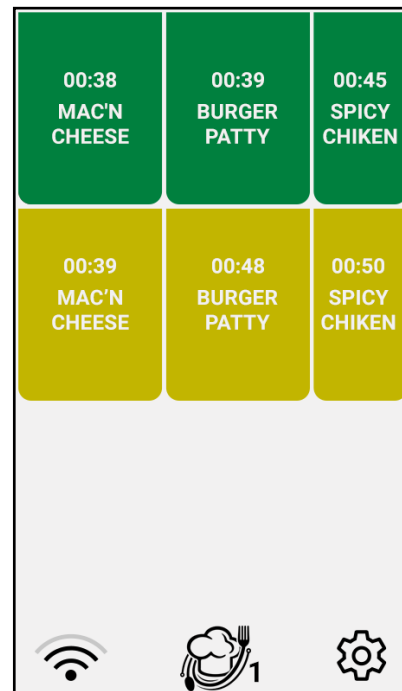 00:38
MAC'N
CHEESE
00:39
BURGER
PATTY
00:45
SPICY
CHIKEN
00:39
MAC’N
CHEESE
00:48
BURGER
PATTY
00:50
SPICY
CHIKEN
1